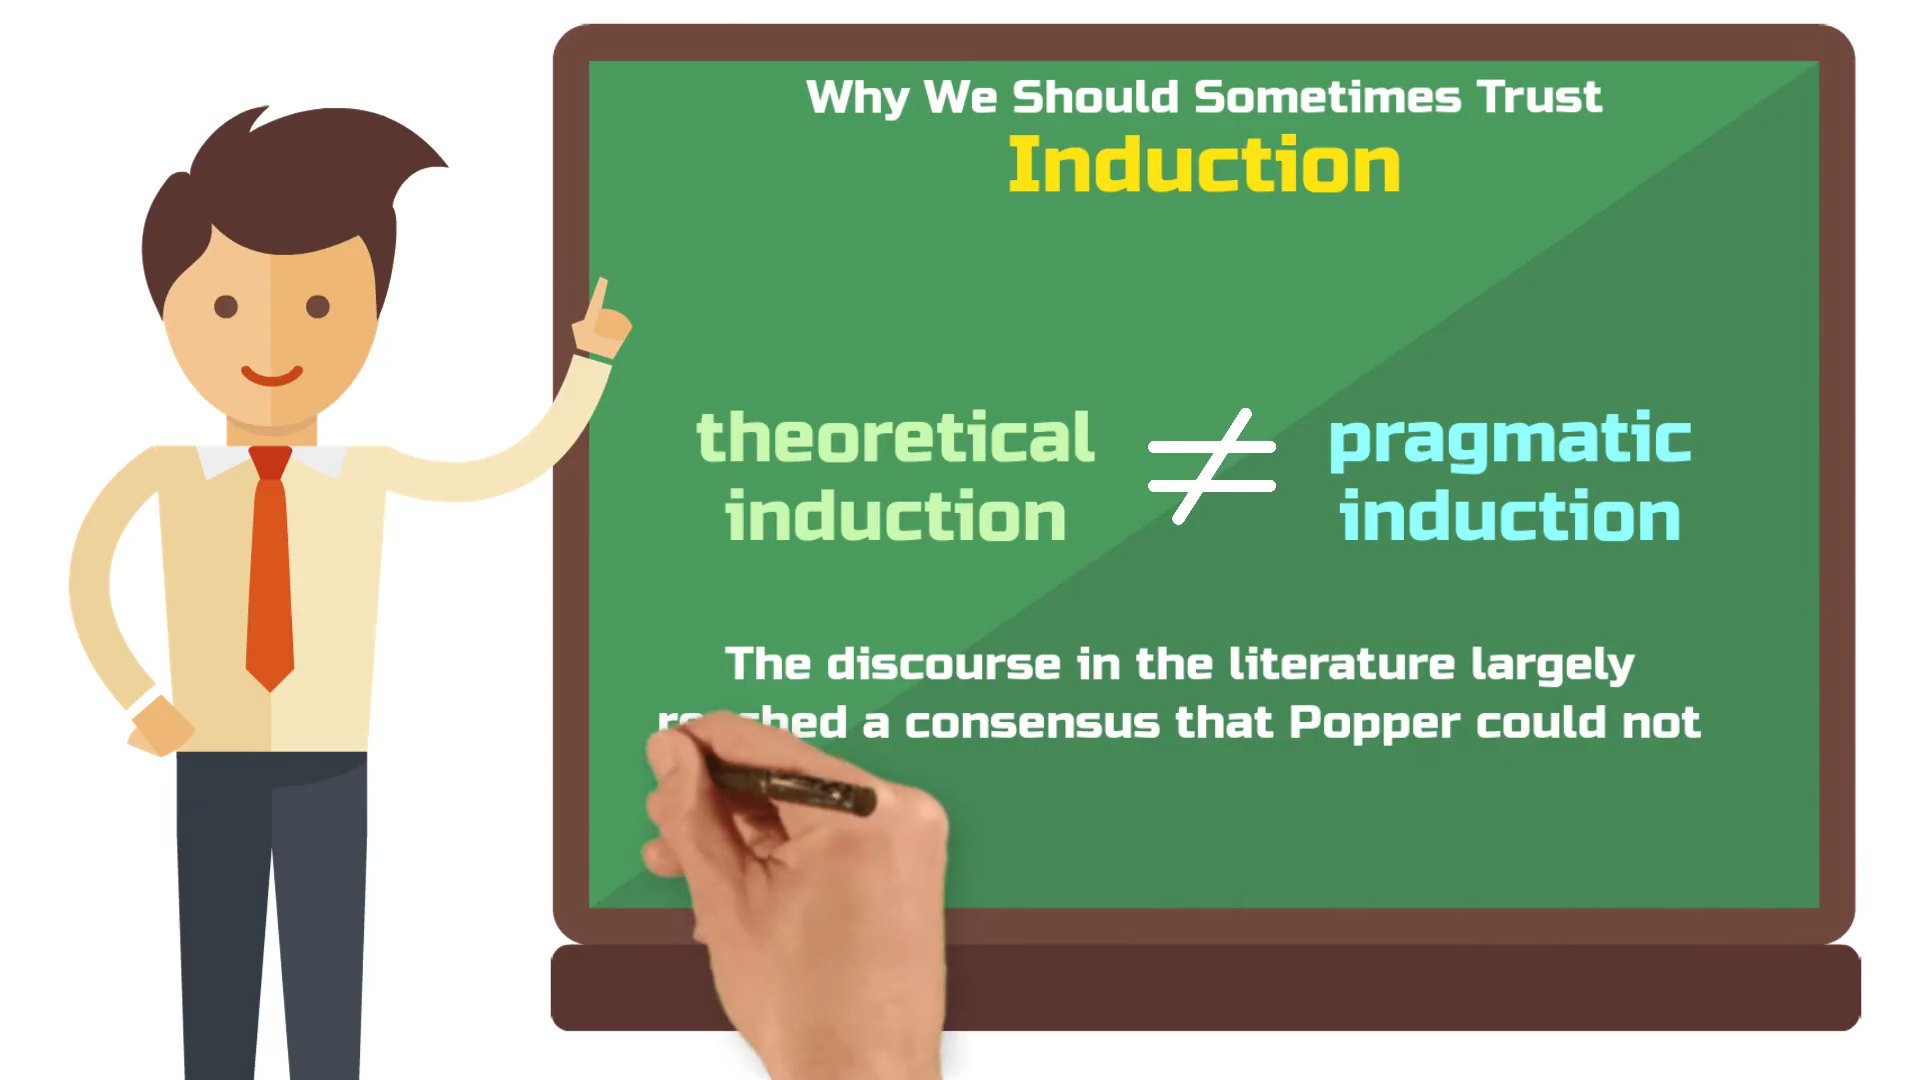 Why We Should Sometimes Trust
Induction
theoretical
induction
≠
pragmatic
induction
The discourse in the literature largely
a consensus that Popper could not